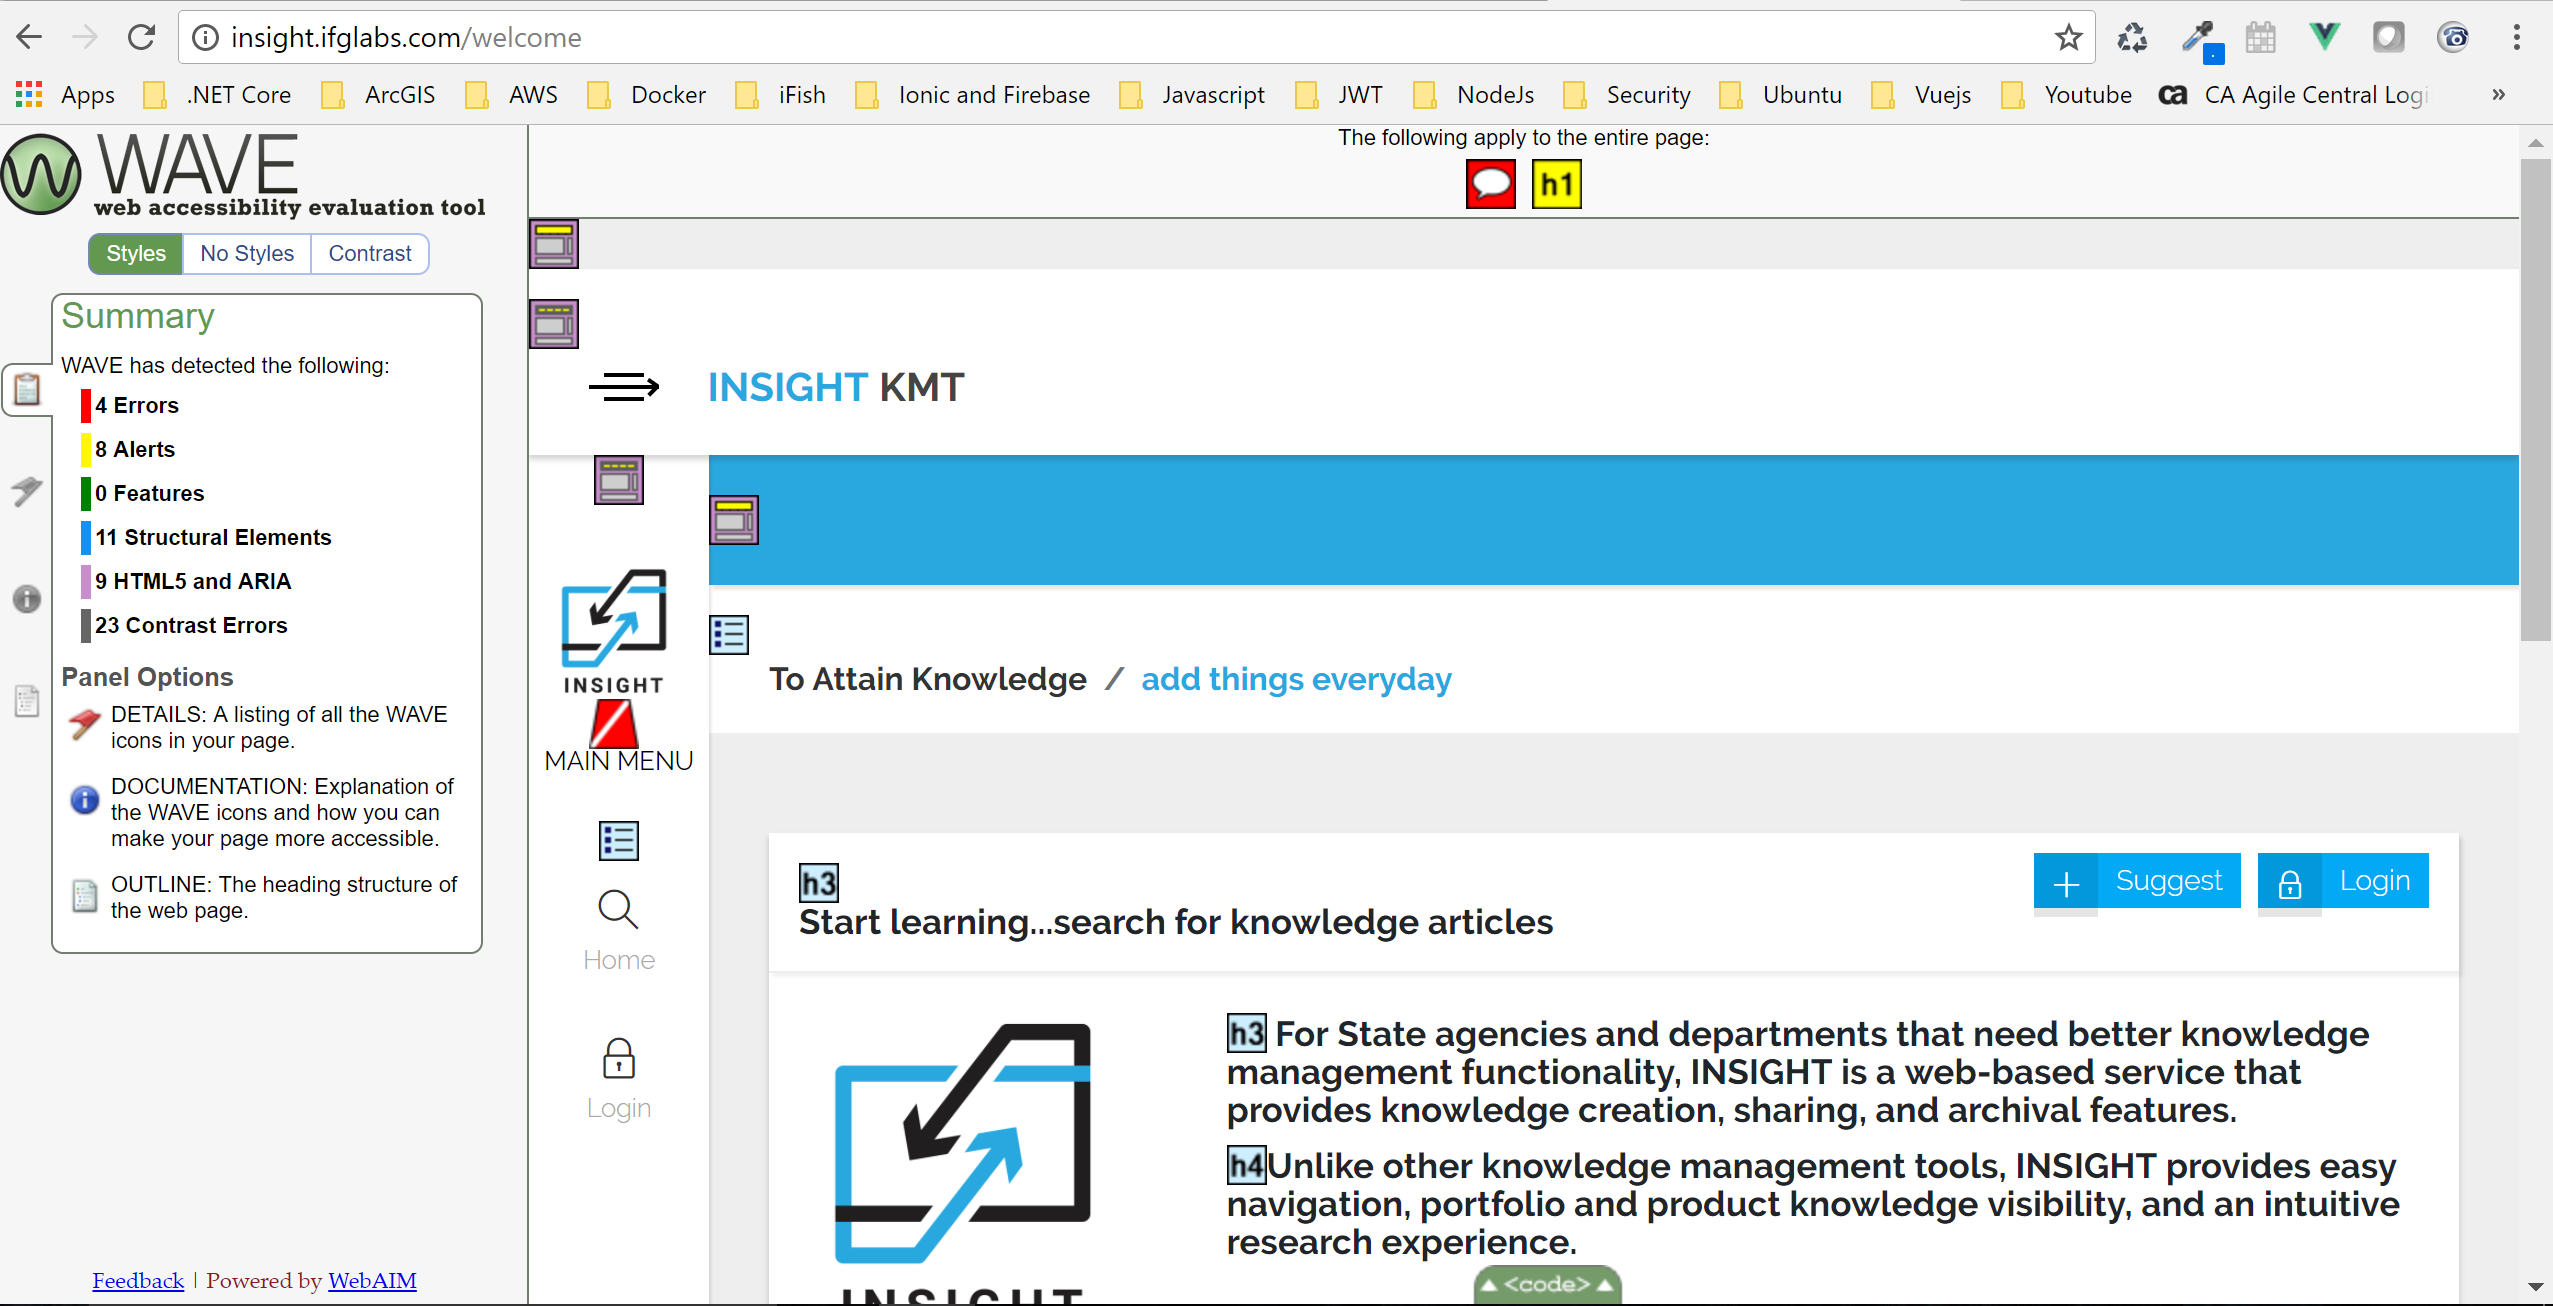 insight.ifglabs.com/welcome
Apps .NET Core ArcGIS AWS Docker iFish Ionic and Firebase Javascript JWT NodeJs Security Ubuntu Vuejs Youtube ca CA Agile Central Logi »
WAVE
web accessibility evaluation tool
Styles No Styles Contrast
Summary
WAVE has detected the following:
4 Errors
8 Alerts
0 Features
11 Structural Elements
9 HTML5 and ARIA
23 Contrast Errors
Panel Options
DETAILS: A listing of all the WAVE
icons in your page.
DOCUMENTATION: Explanation of
the WAVE icons and how you can
make your page more accessible.
OUTLINE: The heading structure of
the web page.
Feedback | Powered by WebAIM
The following apply to the entire page:
h1
INSIGHT KMT
INSIGHT
MAIN MENU
Home
Login
To Attain Knowledge / add things everyday
h3
Start learning...search for knowledge articles
Suggest
Login
h3 For State agencies and departments that need better knowledge
management functionality, INSIGHT is a web-based service that
provides knowledge creation, sharing, and archival features.
h4 Unlike other knowledge management tools, INSIGHT provides easy
navigation, portfolio and product knowledge visibility, and an intuitive
research experience.
INSIGHT
<code>